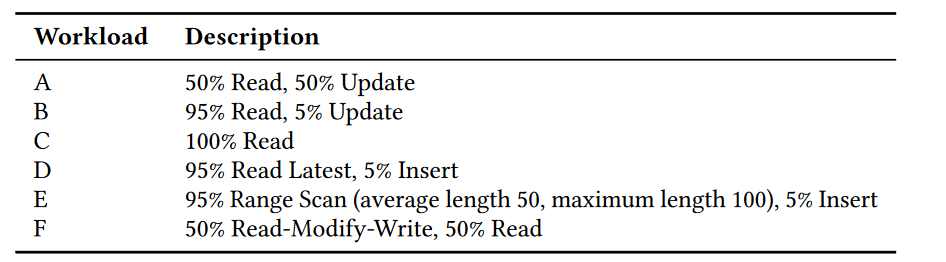 Workload Description
A 50% Read, 50% Update
B 95% Read, 5% Update
C 100% Read
D 95% Read Latest, 5% Insert
E 95% Range Scan (average length 50, maximum length 100), 5% Insert
F 50% Read-Modify-Write, 50% Read